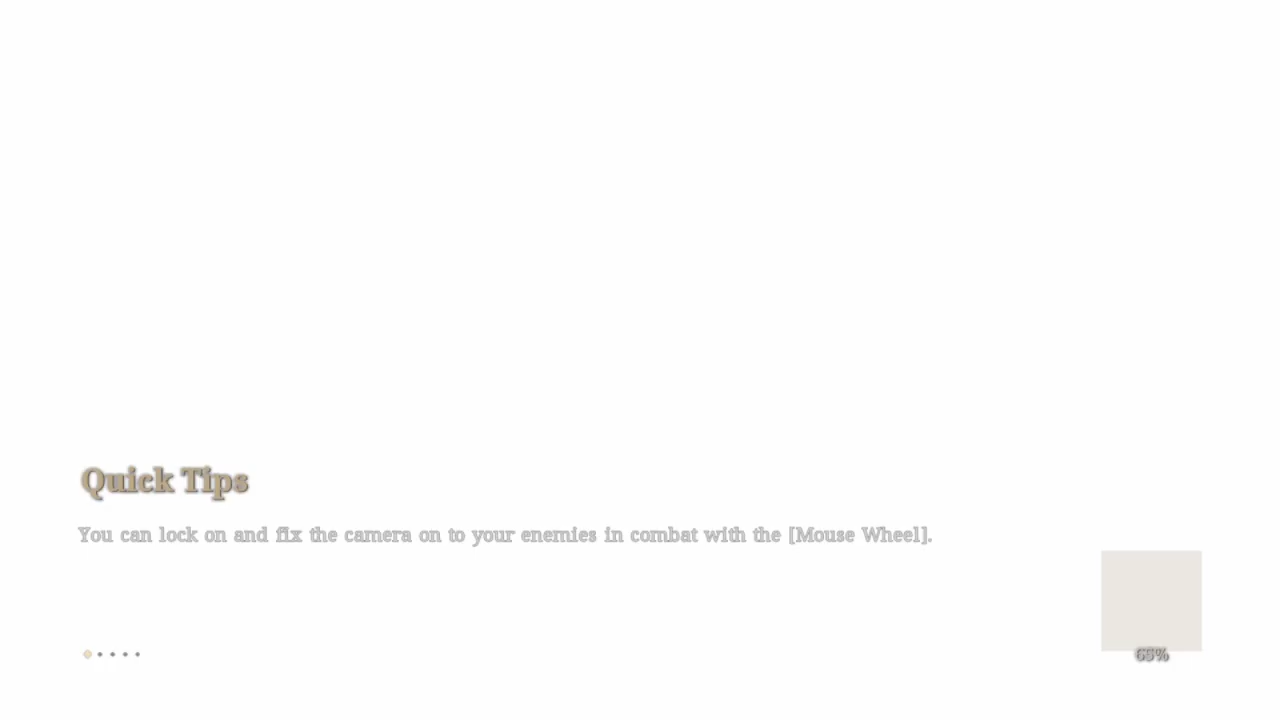 Quick Tips
You can lock on and fix the camera on to your enemies in combat with the [Mouse Wheel].